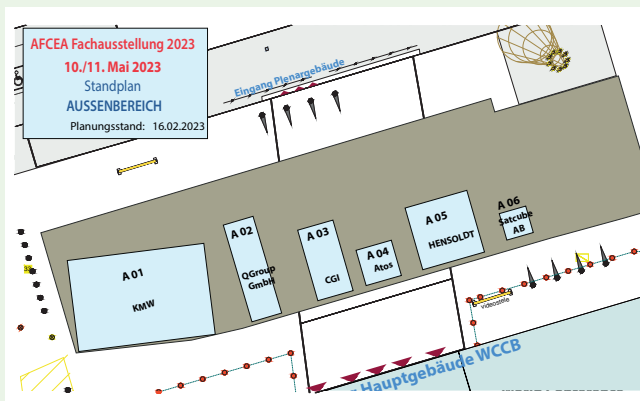 AFCEA Fachausstellung 2023
10./11. Mai 2023
Standplan
AUSSENBEREICH
Planungsstand: 16.02.2023
Eingang Plenargebäude
A 01
KMW
A 02
QGroup
GmbH
A 03
CGI
A 04
Atos
A 05
HENSOLDT
A 06
Satcube
AB
videostele
Hauptgebäude WCCB